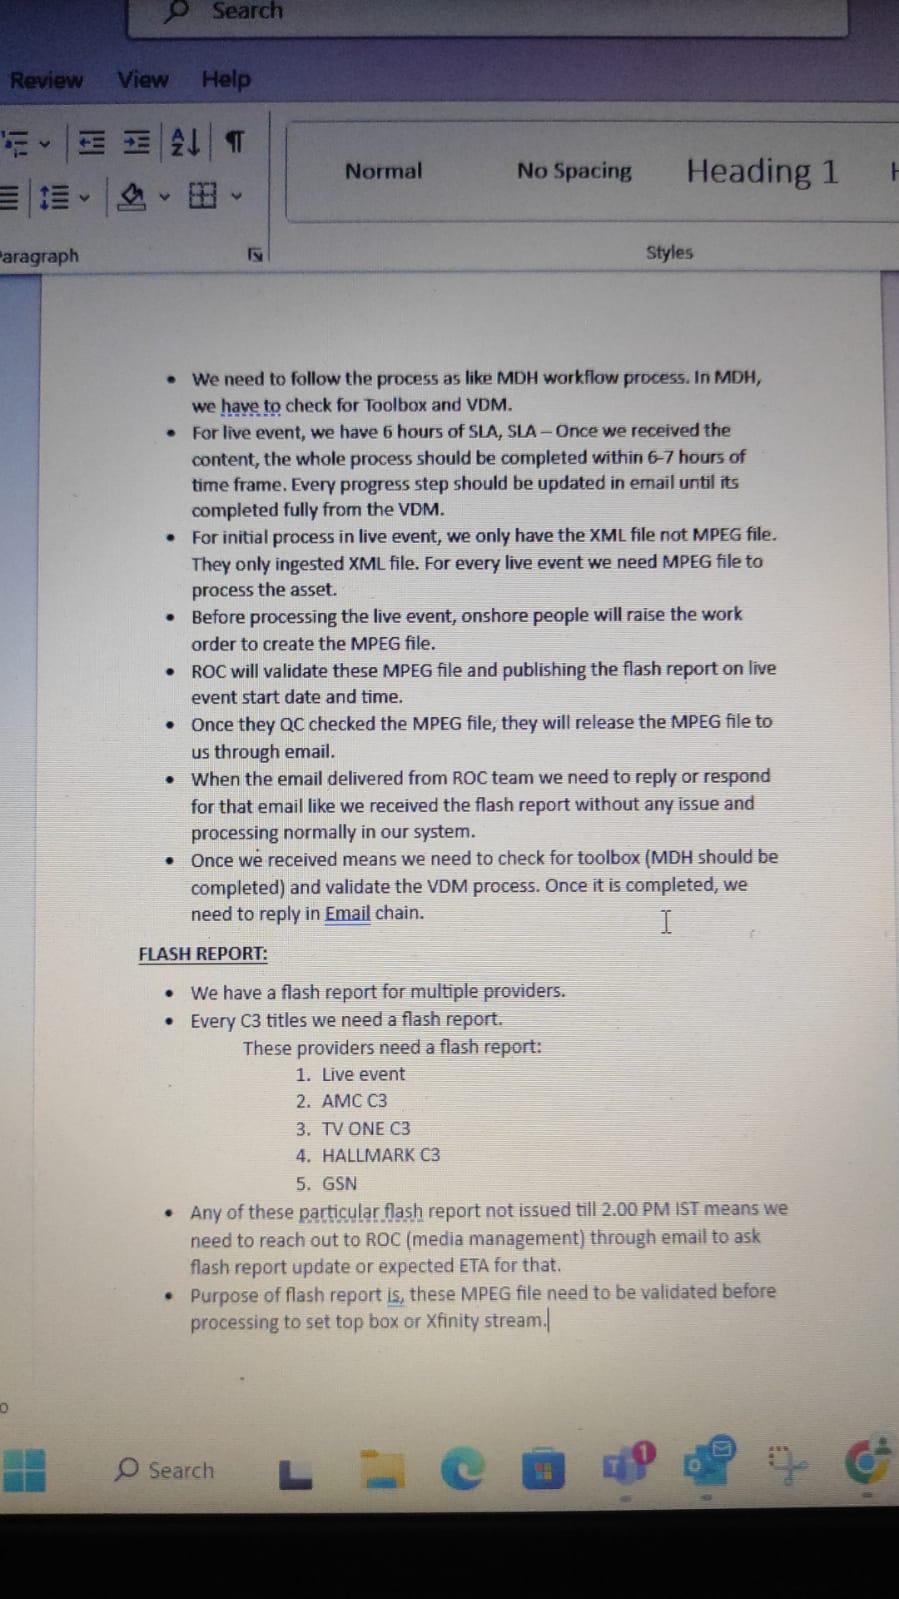 Search
Review View Help
Normal No Spacing Heading 1 H
Paragraph Styles
• We need to follow the process as like MDH workflow process. In MDH,
we have to check for Toolbox and VDM.
• For live event, we have 6 hours of SLA, SLA – Once we received the
content, the whole process should be completed within 6-7 hours of
time frame. Every progress step should be updated in email until its
completed fully from the VDM.
• For initial process in live event, we only have the XML file not MPEG file.
They only ingested XML file. For every live event we need MPEG file to
process the asset.
• Before processing the live event, onshore people will raise the work
order to create the MPEG file.
• ROC will validate these MPEG file and publishing the flash report on live
event start date and time.
• Once they QC checked the MPEG file, they will release the MPEG file to
us through email.
• When the email delivered from ROC team we need to reply or respond
for that email like we received the flash report without any issue and
processing normally in our system.
• Once we received means we need to check for toolbox (MDH should be
completed) and validate the VDM process. Once it is completed, we
need to reply in Email chain.
FLASH REPORT:
• We have a flash report for multiple providers.
• Every C3 titles we need a flash report.
These providers need a flash report:
1. Live event
2. AMC C3
3. TV ONE C3
4. HALLMARK C3
5. GSN
• Any of these particular flash report not issued till 2.00 PM IST means we
need to reach out to ROC (media management) through email to ask
flash report update or expected ETA for that.
• Purpose of flash report is, these MPEG file need to be validated before
processing to set top box or Xfinity stream.
Search
1